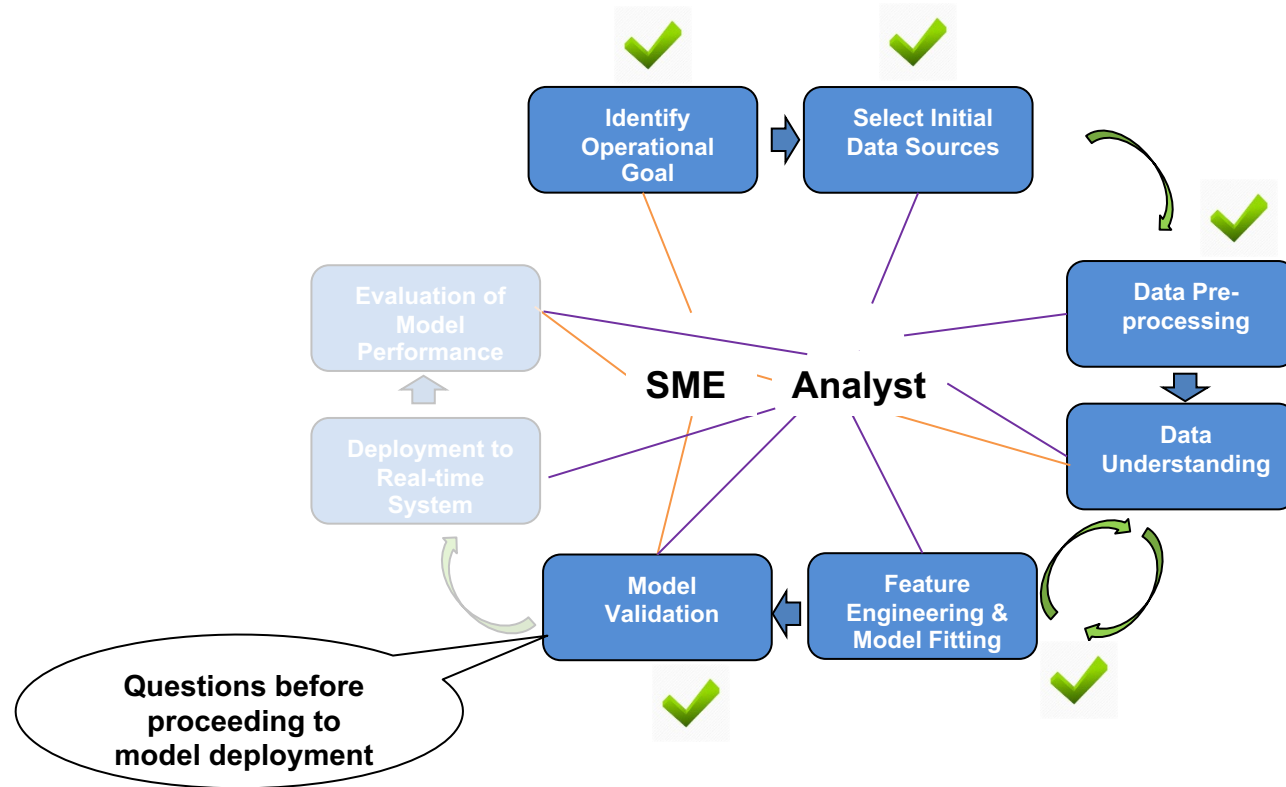 Identify
Operational
Goal
Select Initial
Data Sources
Data Pre-
processing
Data
Understanding
Feature
Engineering &
Model Fitting
Model
Validation
Deployment to
Real-time
System
Evaluation of
Model
Performance
SME
Analyst
Questions before
proceeding to
model deployment